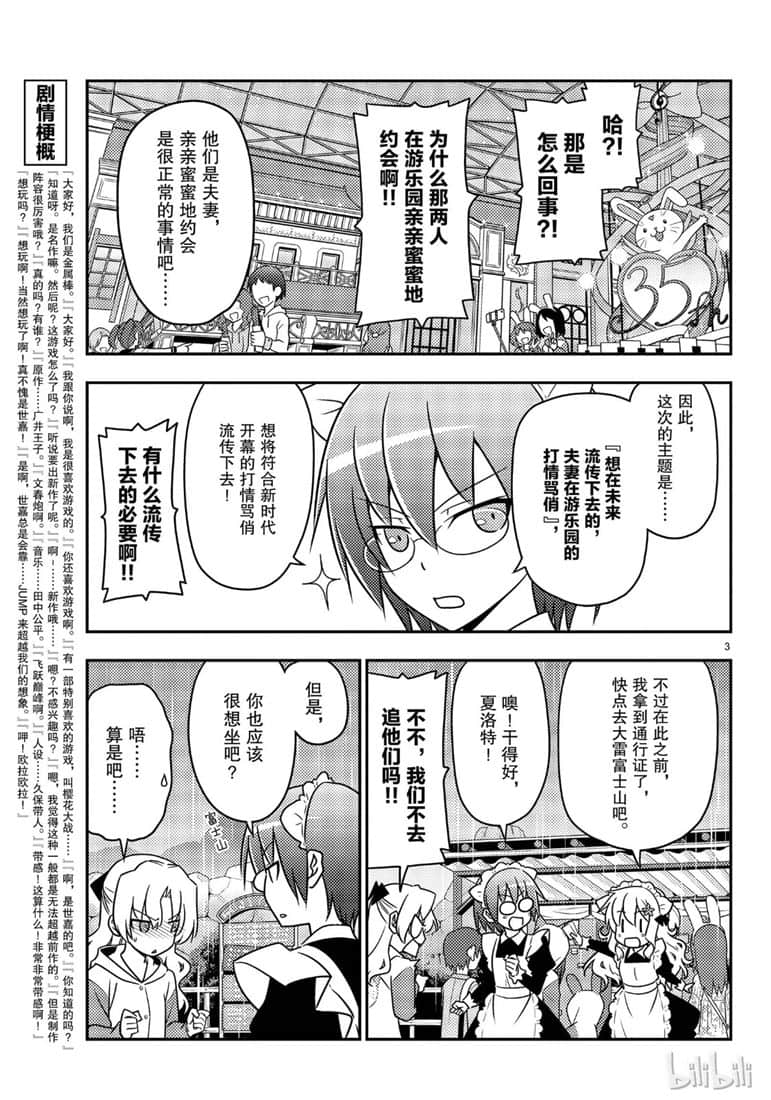 哈?!
那是
怎么回事?!
为什么那两人
在游乐园亲亲蜜蜜地
约会啊!!
他们是夫妻，
亲亲蜜蜜地约会
是很正常的事情吧……
35th
因此，
这次的主题是…
『想在未来
流传下去的，
夫妻在游乐园的
打情骂俏』，
想将符合新时代
开幕的打情骂俏
流传下去！
有什么流传
下去的必要啊!!
3
不过在此之前，
我拿到通行证了，
快点去大雷富士山吧。
噢！干得好，
夏洛特！
不不，我们不去
追他们吗!!
但是，
你也应该
很想坐吧？
唔……
算是吧…
富士山
剧情梗概
『大家好，我们是金属棒。』『大家好。』『我跟你说啊，我是很喜欢游戏的。』『你还喜欢游戏啊。』『有一部特别喜欢的游戏，叫樱花大战……』『啊，是世嘉的吧。』『你知道的吗？』
『知道呀。是名作嘛。然后呢？这游戏怎么了吗？』『听说要出新作了呢。』『啊－……新作哦……』『嗯？不感兴趣吗？』『嗯，我觉得这种一般都是无法超越前作的。』『但是制作
阵容很厉害哦？』『真的吗？有谁？』『原作……广井王子。』『文春炮啊。』『音乐……田中公平。』『飞跃巅峰啊。』『人设……久保带人。』『带感！这算什么！非常非常带感啊！』
『想玩吗？』『想玩啊！当然想玩了啊！真不愧是世嘉！』『是啊，世嘉总是会靠……JUMP来超越我们的想象。』『呷！欧拉欧拉！』
bilibili